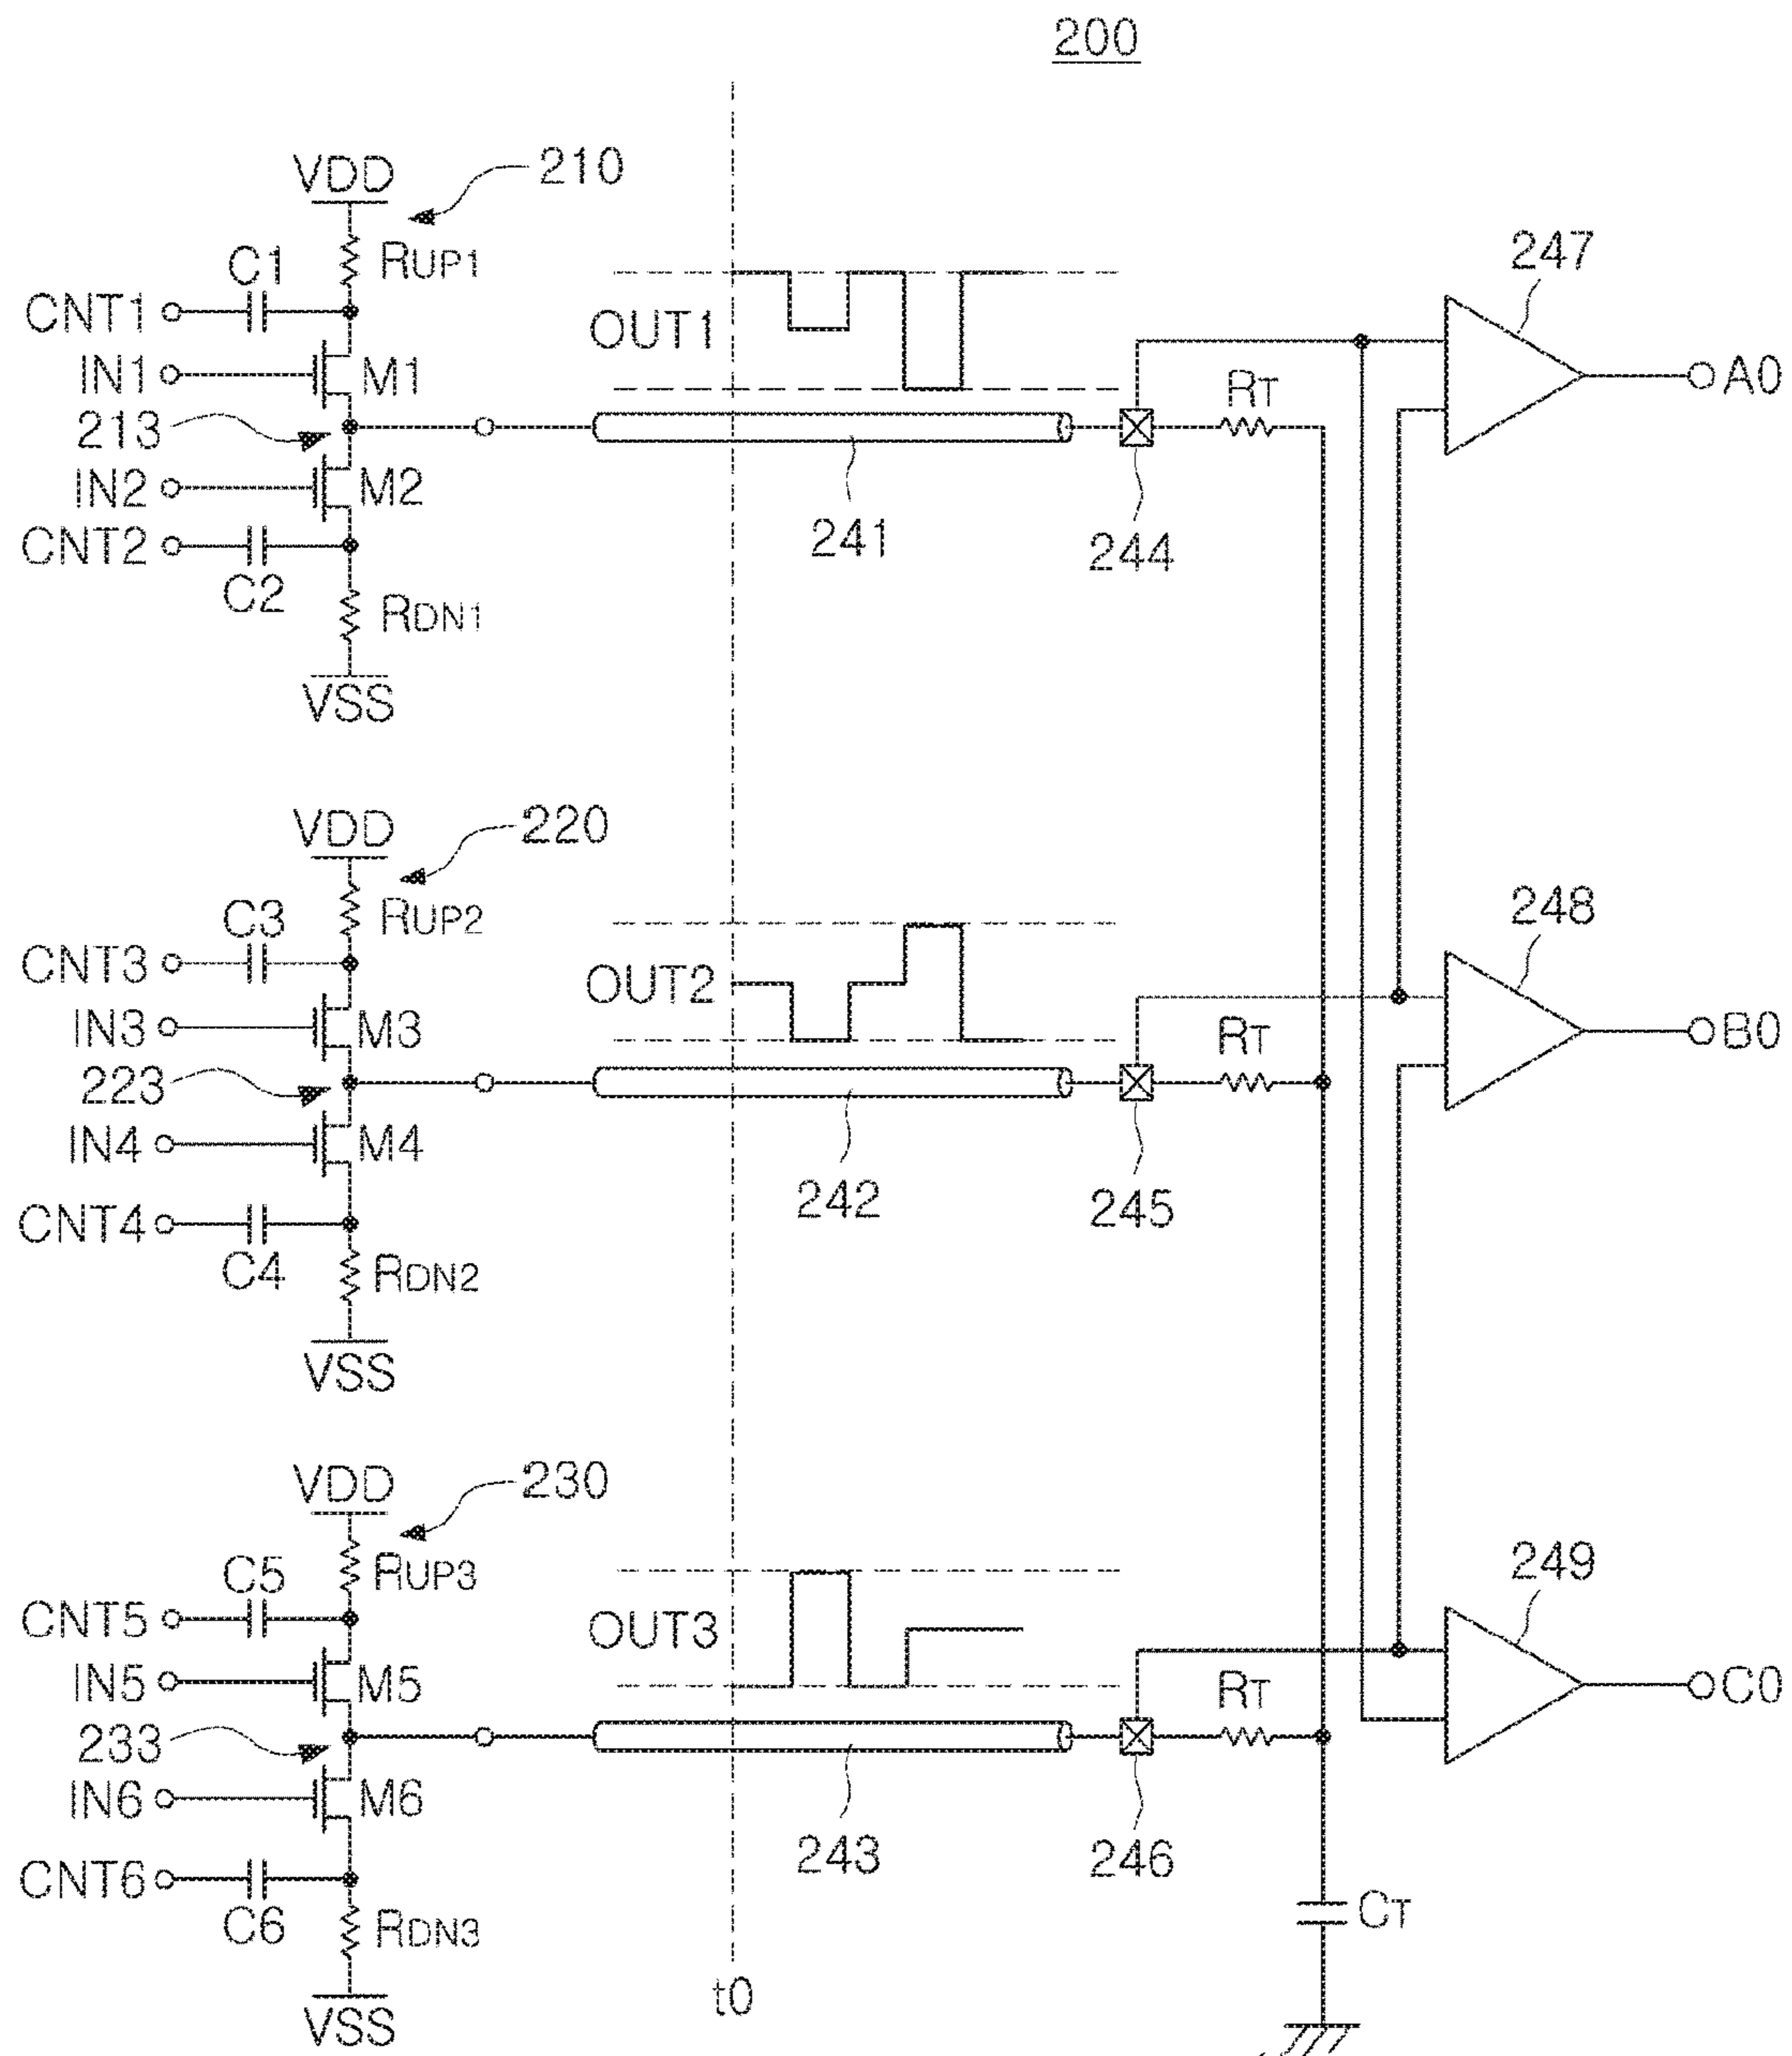 200
VDD
210
C1
RUP1
CNT1
IN1
M1
213
IN2
M2
CNT2
C2
RDN1
VSS
OUT1
241
244
RT
247
A0
VDD
220
C3
RUP2
CNT3
IN3
M3
223
IN4
M4
CNT4
C4
RDN2
VSS
OUT2
242
245
RT
248
B0
VDD
230
C5
RUP3
CNT5
IN5
M5
233
IN6
M6
CNT6
C6
RDN3
VSS
OUT3
243
246
RT
249
C0
t0
CT